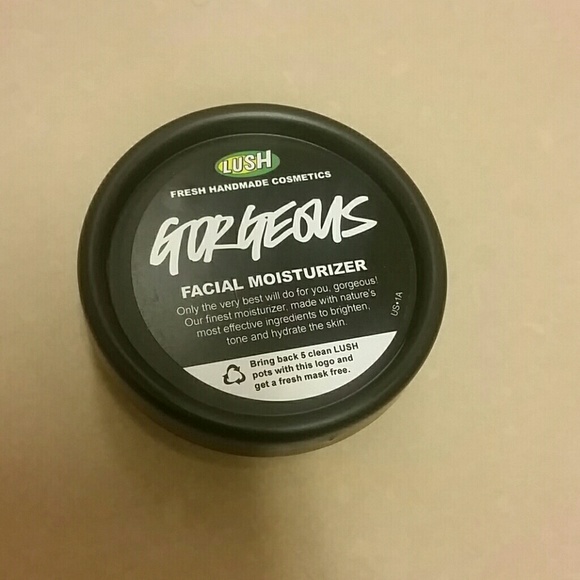 LUSH
FRESH HANDMADE COSMETICS
GORGEOUS
FACIAL MOISTURIZER
Only the very best will do for you, gorgeous!
Our finest moisturizer, made with nature's
most effective ingredients to brighten,
tone and hydrate the skin.
US•1A
Bring back 5 clean LUSH
pots with this logo and
get a fresh mask free.